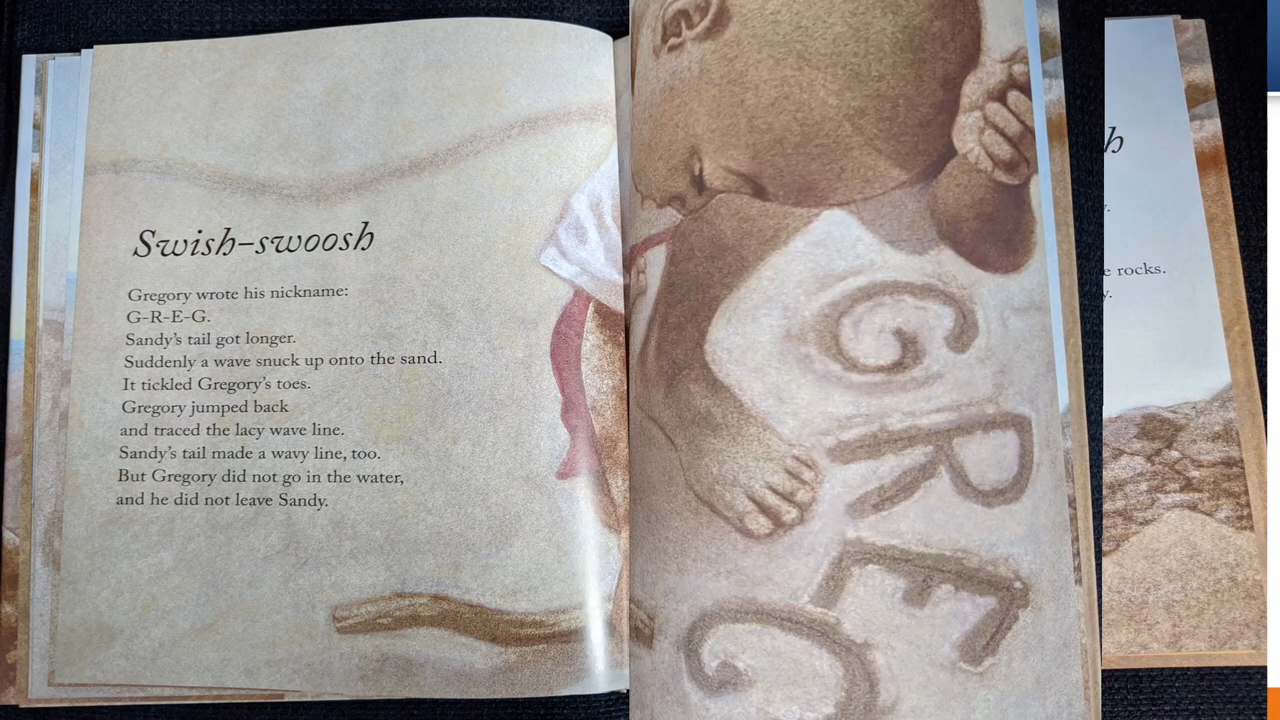 Swish-swoosh
Gregory wrote his nickname:
G-R-E-G.
Sandy's tail got longer.
Suddenly a wave snuck up onto the sand.
It tickled Gregory's toes.
Gregory jumped back
and traced the lacy wave line.
Sandy's tail made a wavy line, too.
But Gregory did not go in the water,
and he did not leave Sandy.
G
R
E
G
h
y.
e rocks.
y.